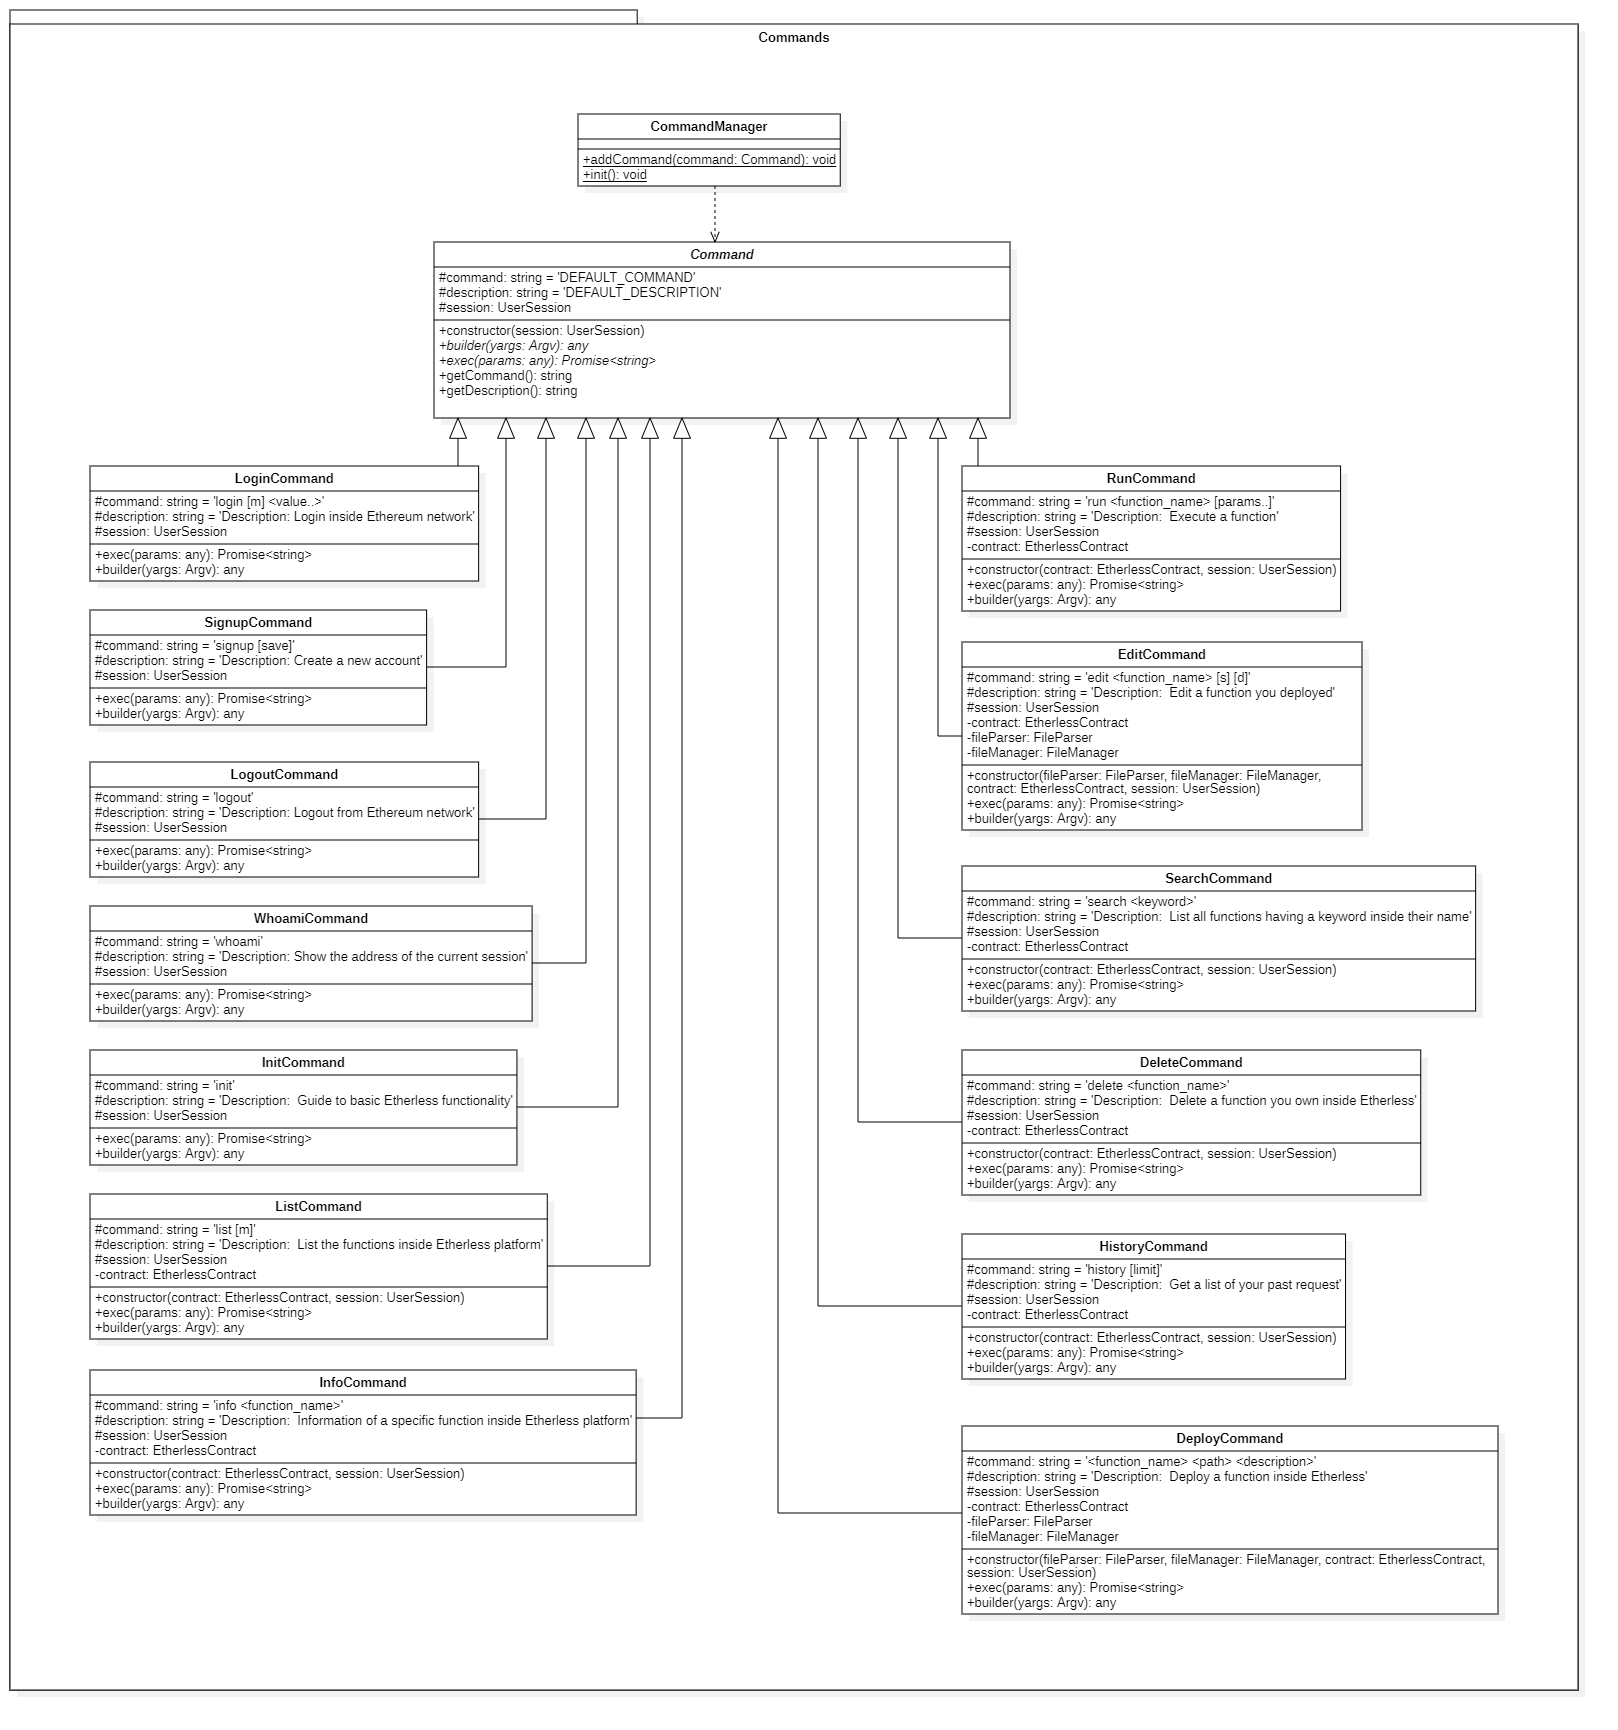 Commands
CommandManager
+addCommand(command: Command): void
+init(): void
Command
#command: string = 'DEFAULT_COMMAND'
#description: string = 'DEFAULT_DESCRIPTION'
#session: UserSession
+constructor(session: UserSession)
+builder(yargs: Argv): any
+exec(params: any): Promise<string>
+getCommand(): string
+getDescription(): string
LoginCommand
#command: string = 'login [m] <value..>'
#description: string = 'Description: Login inside Ethereum network'
#session: UserSession
+exec(params: any): Promise<string>
+builder(yargs: Argv): any
SignupCommand
#command: string = 'signup [save]'
#description: string = 'Description: Create a new account'
#session: UserSession
+exec(params: any): Promise<string>
+builder(yargs: Argv): any
LogoutCommand
#command: string = 'logout'
#description: string = 'Description: Logout from Ethereum network'
#session: UserSession
+exec(params: any): Promise<string>
+builder(yargs: Argv): any
WhoamiCommand
#command: string = 'whoami'
#description: string = 'Description: Show the address of the current session'
#session: UserSession
+exec(params: any): Promise<string>
+builder(yargs: Argv): any
InitCommand
#command: string = 'init'
#description: string = 'Description:  Guide to basic Etherless functionality'
#session: UserSession
+exec(params: any): Promise<string>
+builder(yargs: Argv): any
ListCommand
#command: string = 'list [m]'
#description: string = 'Description:  List the functions inside Etherless platform'
#session: UserSession
-contract: EtherlessContract
+constructor(contract: EtherlessContract, session: UserSession)
+exec(params: any): Promise<string>
+builder(yargs: Argv): any
InfoCommand
#command: string = 'info <function_name>'
#description: string = 'Description:  Information of a specific function inside Etherless platform'
#session: UserSession
-contract: EtherlessContract
+constructor(contract: EtherlessContract, session: UserSession)
+exec(params: any): Promise<string>
+builder(yargs: Argv): any
RunCommand
#command: string = 'run <function_name> [params..]'
#description: string = 'Description:  Execute a function'
#session: UserSession
-contract: EtherlessContract
+constructor(contract: EtherlessContract, session: UserSession)
+exec(params: any): Promise<string>
+builder(yargs: Argv): any
EditCommand
#command: string = 'edit <function_name> [s] [d]'
#description: string = 'Description:  Edit a function you deployed'
#session: UserSession
-contract: EtherlessContract
-fileParser: FileParser
-fileManager: FileManager
+constructor(fileParser: FileParser, fileManager: FileManager,
contract: EtherlessContract, session: UserSession)
+exec(params: any): Promise<string>
+builder(yargs: Argv): any
SearchCommand
#command: string = 'search <keyword>'
#description: string = 'Description:  List all functions having a keyword inside their name'
#session: UserSession
-contract: EtherlessContract
+constructor(contract: EtherlessContract, session: UserSession)
+exec(params: any): Promise<string>
+builder(yargs: Argv): any
DeleteCommand
#command: string = 'delete <function_name>'
#description: string = 'Description:  Delete a function you own inside Etherless'
#session: UserSession
-contract: EtherlessContract
+constructor(contract: EtherlessContract, session: UserSession)
+exec(params: any): Promise<string>
+builder(yargs: Argv): any
HistoryCommand
#command: string = 'history [limit]'
#description: string = 'Description:  Get a list of your past request'
#session: UserSession
-contract: EtherlessContract
+constructor(contract: EtherlessContract, session: UserSession)
+exec(params: any): Promise<string>
+builder(yargs: Argv): any
DeployCommand
#command: string = '<function_name> <path> <description>'
#description: string = 'Description:  Deploy a function inside Etherless'
#session: UserSession
-contract: EtherlessContract
-fileParser: FileParser
-fileManager: FileManager
+constructor(fileParser: FileParser, fileManager: FileManager, contract: EtherlessContract,
session: UserSession)
+exec(params: any): Promise<string>
+builder(yargs: Argv): any